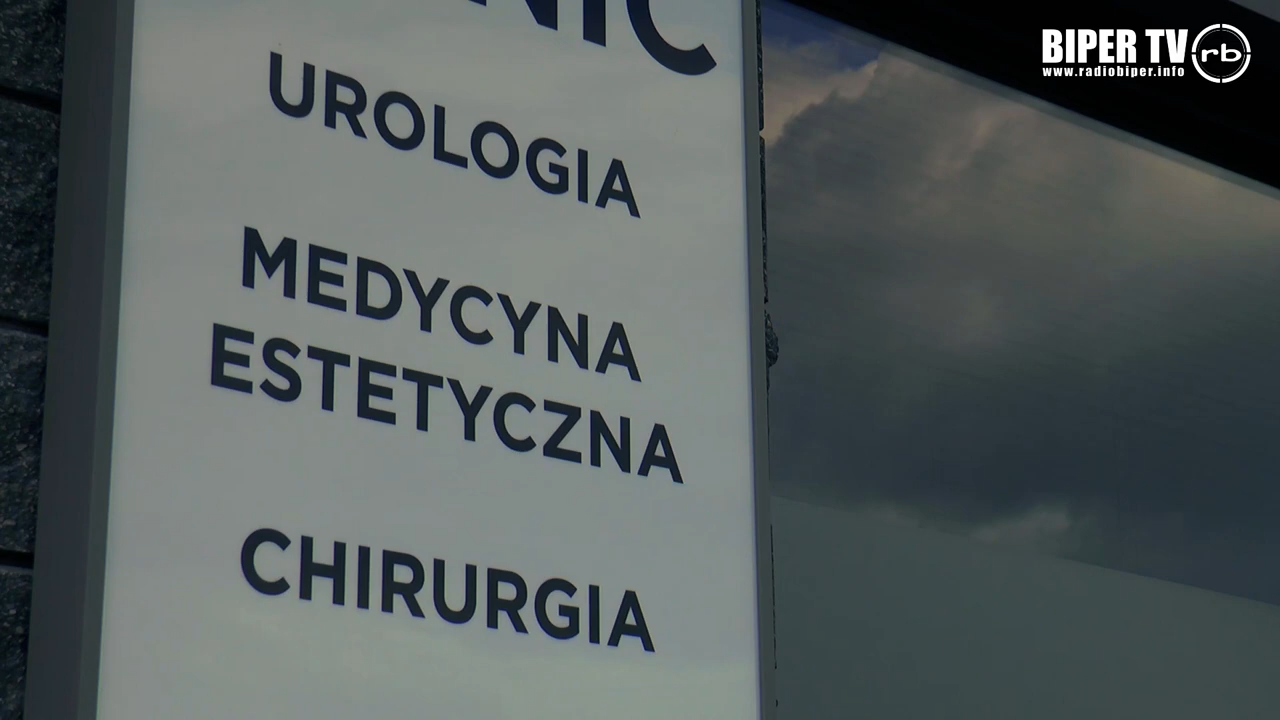 UROLOGIA
MEDYCYNA
ESTETYCZNA
CHIRURGIA
BIPER TV rb
www.radiobiper.info